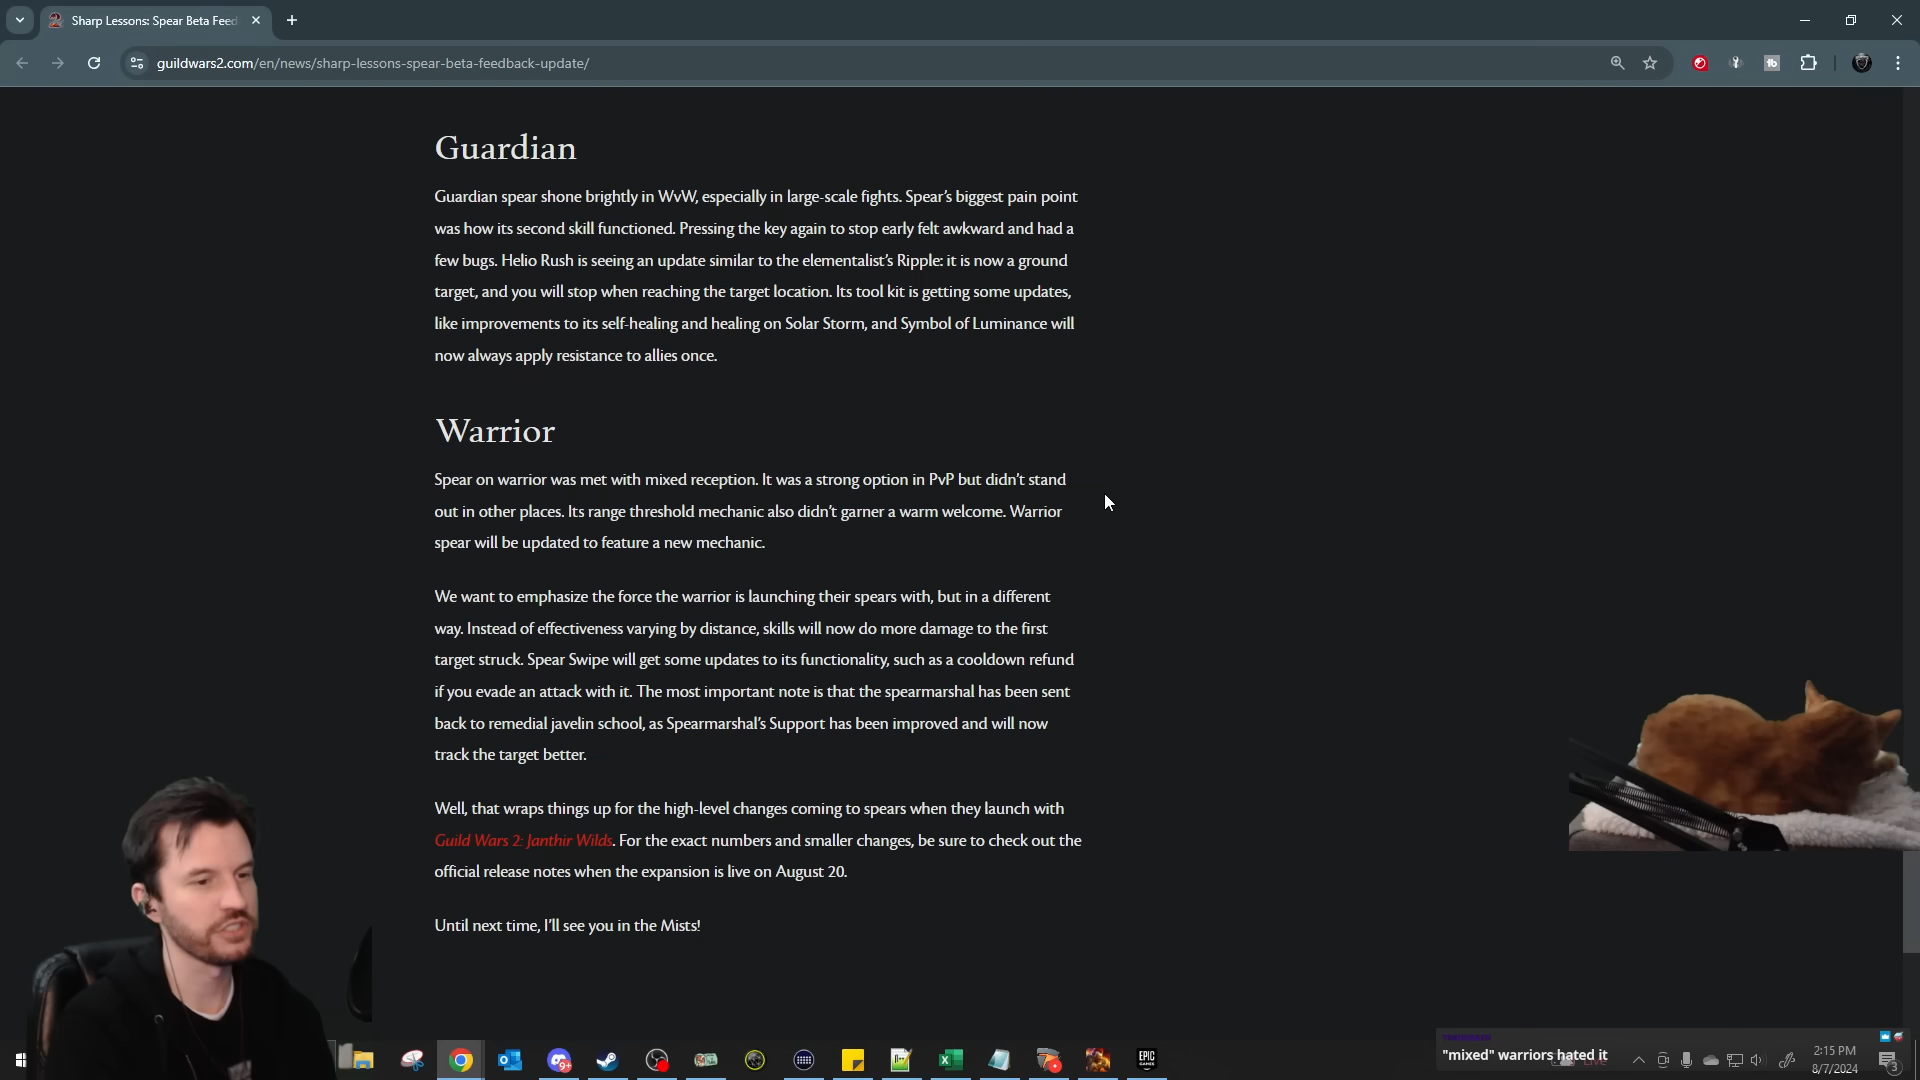 Sharp Lessons: Spear Beta Feed
guildwars2.com/en/news/sharp-lessons-spear-beta-feedback-update/
Guardian
Guardian spear shone brightly in WvW, especially in large-scale fights. Spear's biggest pain point
was how its second skill functioned. Pressing the key again to stop early felt awkward and had a
few bugs. Helio Rush is seeing an update similar to the elementalist's Ripple: it is now a ground
target, and you will stop when reaching the target location. Its tool kit is getting some updates,
like improvements to its self-healing and healing on Solar Storm, and Symbol of Luminance will
now always apply resistance to allies once.
Warrior
Spear on warrior was met with mixed reception. It was a strong option in PvP but didn't stand
out in other places. Its range threshold mechanic also didn't garner a warm welcome. Warrior
spear will be updated to feature a new mechanic.
We want to emphasize the force the warrior is launching their spears with, but in a different
way. Instead of effectiveness varying by distance, skills will now do more damage to the first
target struck. Spear Swipe will get some updates to its functionality, such as a cooldown refund
if you evade an attack with it. The most important note is that the spearmarshal has been sent
back to remedial javelin school, as Spearmarshal's Support has been improved and will now
track the target better.
Well, that wraps things up for the high-level changes coming to spears when they launch with
Guild Wars 2: Janthir Wilds. For the exact numbers and smaller changes, be sure to check out the
official release notes when the expansion is live on August 20.
Until next time, I'll see you in the Mists!
"mixed" warriors hated it
2:15 PM
8/7/2024
3
9+
EPIC
GAMES